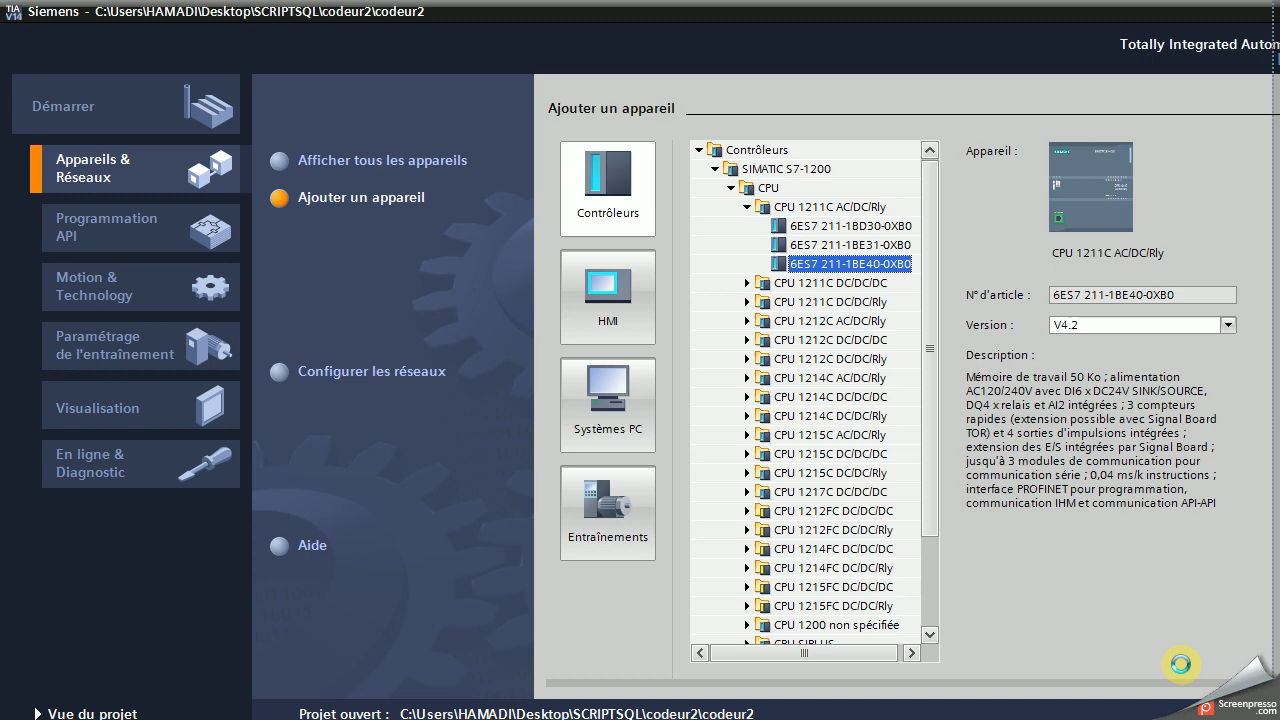 TIA V14 Siemens - C:\Users\HAMADI\Desktop\SCRIPTSQL\codeur2\codeur2
Totally Integrated Autom
Démarrer
Appareils &
Réseaux
Programmation
API
Motion &
Technology
Paramétrage
de l'entraînement
Visualisation
En ligne &
Diagnostic
Vue du projet
Afficher tous les appareils
Ajouter un appareil
Configurer les réseaux
Aide
Ajouter un appareil
Contrôleurs
HMI
Systèmes PC
Entraînements
Contrôleurs
SIMATIC S7-1200
CPU
CPU 1211C AC/DC/Rly
6ES7 211-1BD30-0XB0
6ES7 211-1BE31-0XB0
6ES7 211-1BE40-0XB0
CPU 1211C DC/DC/DC
CPU 1211C DC/DC/Rly
CPU 1212C AC/DC/Rly
CPU 1212C DC/DC/DC
CPU 1212C DC/DC/Rly
CPU 1214C AC/DC/Rly
CPU 1214C DC/DC/DC
CPU 1214C DC/DC/Rly
CPU 1215C AC/DC/Rly
CPU 1215C DC/DC/DC
CPU 1215C DC/DC/Rly
CPU 1217C DC/DC/DC
CPU 1212FC DC/DC/DC
CPU 1212FC DC/DC/Rly
CPU 1214FC DC/DC/DC
CPU 1214FC DC/DC/Rly
CPU 1215FC DC/DC/DC
CPU 1215FC DC/DC/Rly
CPU 1200 non spécifiée
CPU SIPLUS
Appareil :
CPU 1211C AC/DC/Rly
N° d'article : 6ES7 211-1BE40-0XB0
Version : V4.2
Description :
Mémoire de travail 50 Ko ; alimentation
AC120/240V avec DI6 x DC24V SINK/SOURCE,
DQ4 x relais et AI2 intégrées ; 3 compteurs
rapides (extension possible avec Signal Board
TOR) et 4 sorties d'impulsions intégrées ;
extension des E/S intégrées par Signal Board ;
jusqu'à 3 modules de communication pour
communication série ; 0,04 ms/k instructions ;
interface PROFINET pour programmation,
communication IHM et communication API-API
Projet ouvert : C:\Users\HAMADI\Desktop\SCRIPTSQL\codeur2\codeur2
Screenpresso
.com